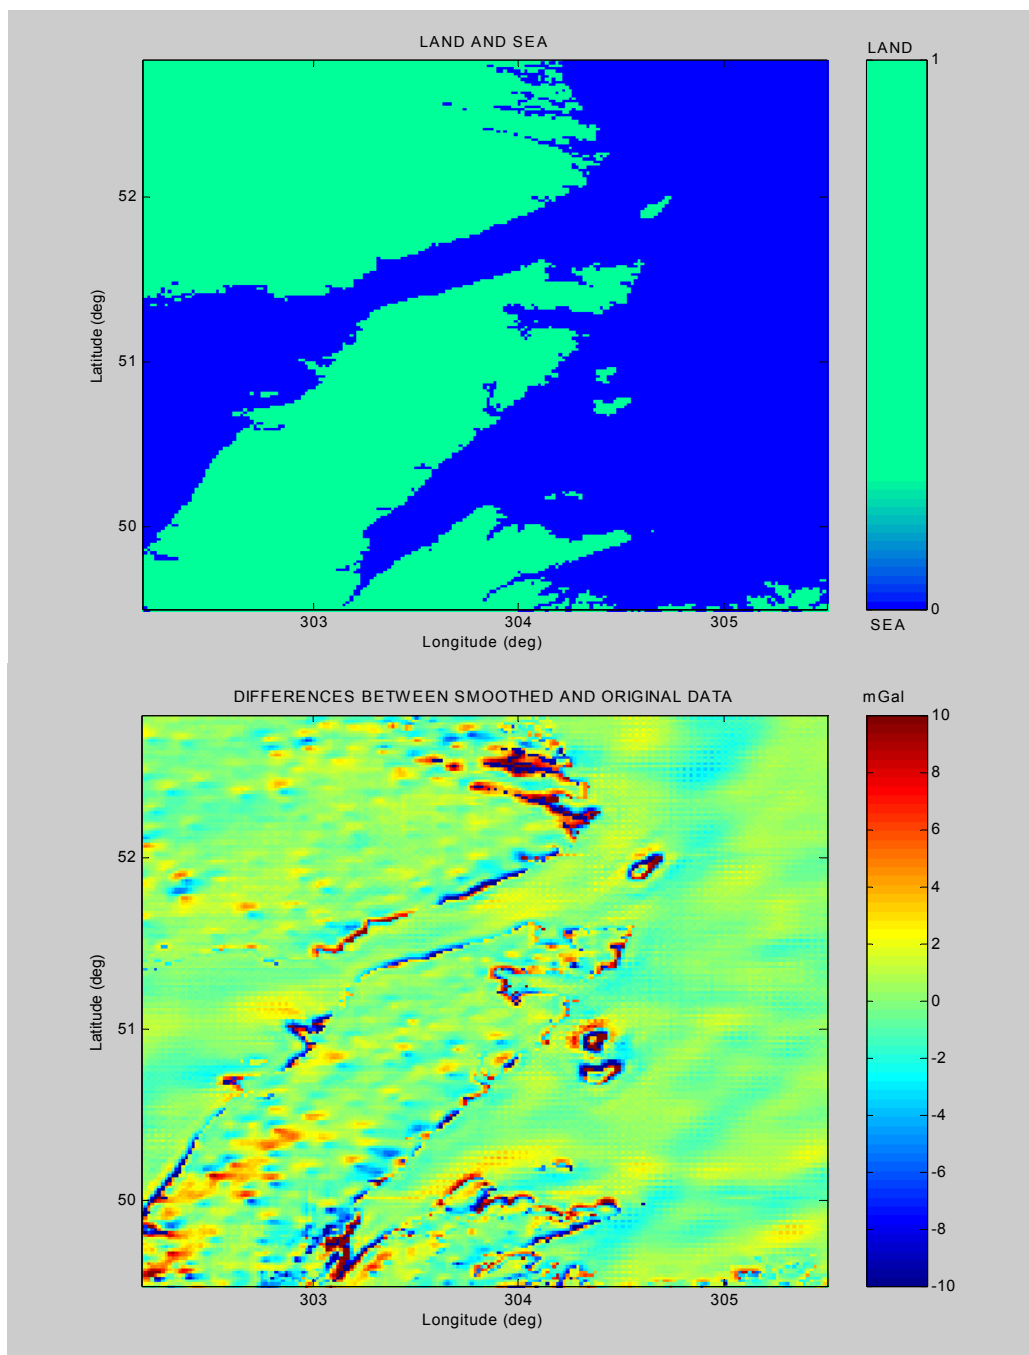 LAND AND SEA
LAND
1
52
51
50
Latitude (deg)
303
304
305
Longitude (deg)
0
SEA
DIFFERENCES BETWEEN SMOOTHED AND ORIGINAL DATA
mGal
10
8
6
4
2
0
-2
-4
-6
-8
-10
52
51
50
Latitude (deg)
303
304
305
Longitude (deg)